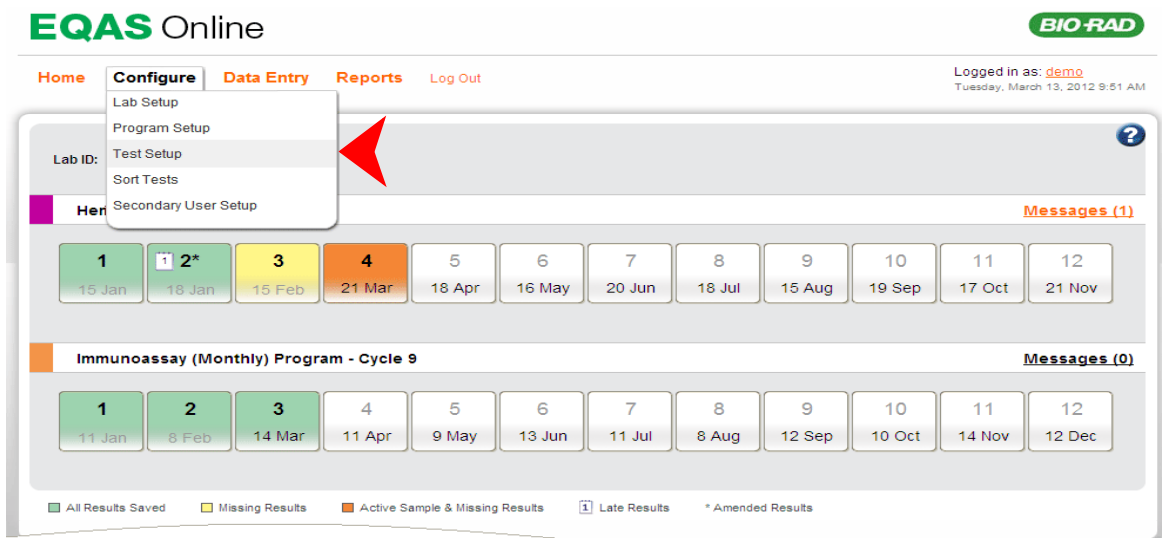 EQAS Online
BIO-RAD
Home Configure Data Entry Reports Log Out
Logged in as: demo
Tuesday, March 13, 2012 9:51 AM
Lab Setup
Program Setup
?
Lab ID: Test Setup
Sort Tests
Secondary User Setup
Messages (1)
1 1 2* 3 4 5 6 7 8 9 10 11 12
15 Jan 18 Jan 15 Feb 21 Mar 18 Apr 16 May 20 Jun 18 Jul 15 Aug 19 Sep 17 Oct 21 Nov
Immunoassay (Monthly) Program - Cycle 9 Messages (0)
1 2 3 4 5 6 7 8 9 10 11 12
11 Jan 8 Feb 14 Mar 11 Apr 9 May 13 Jun 11 Jul 8 Aug 12 Sep 10 Oct 14 Nov 12 Dec
All Results Saved Missing Results Active Sample & Missing Results 1 Late Results * Amended Results